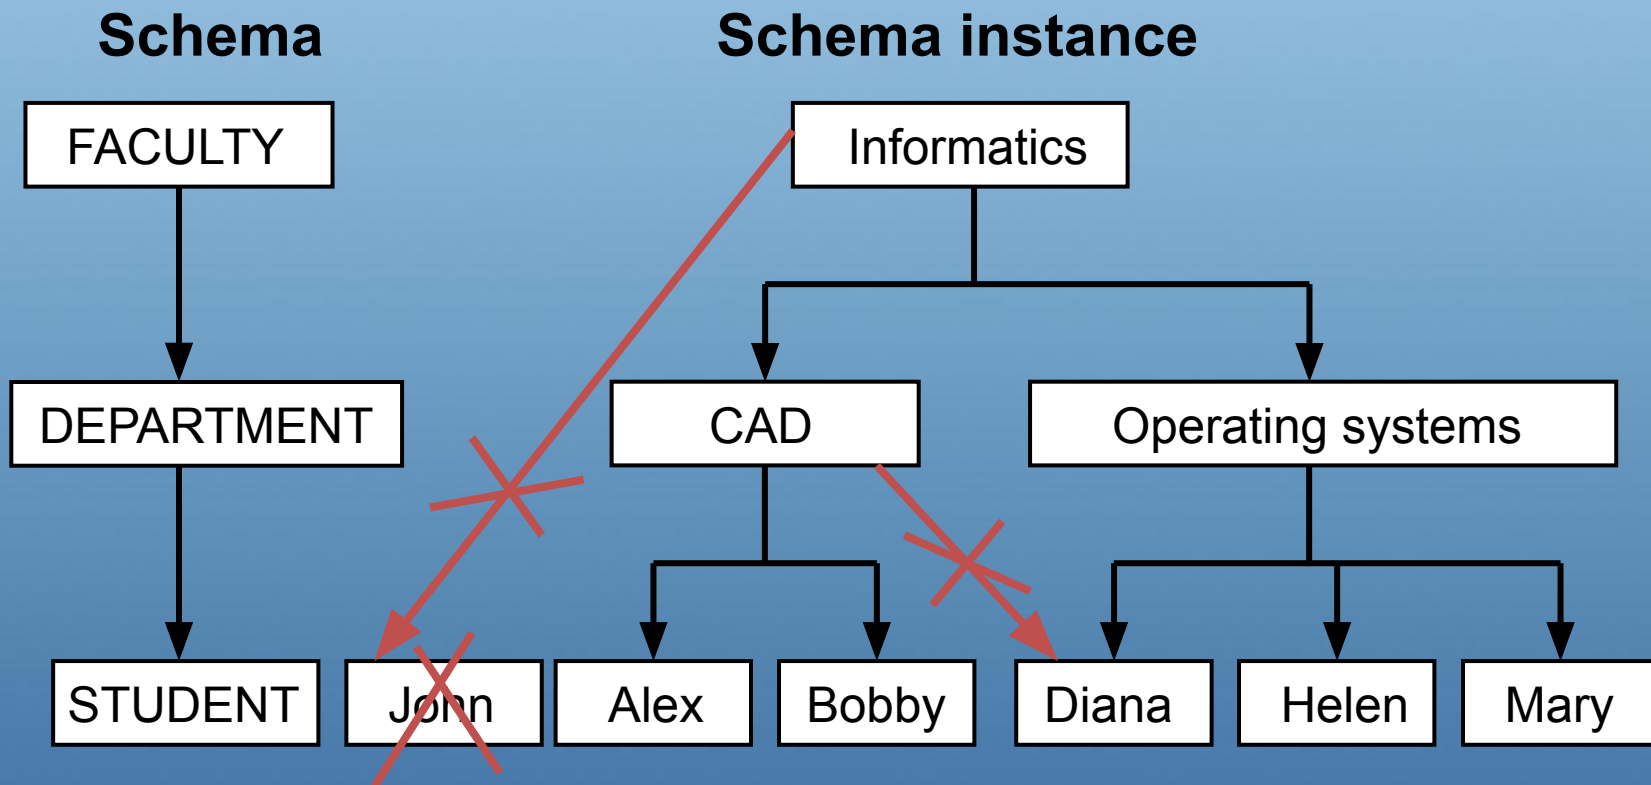 Schema
Schema instance
FACULTY
Informatics
DEPARTMENT
CAD
Operating systems
STUDENT
John
Alex
Bobby
Diana
Helen
Mary